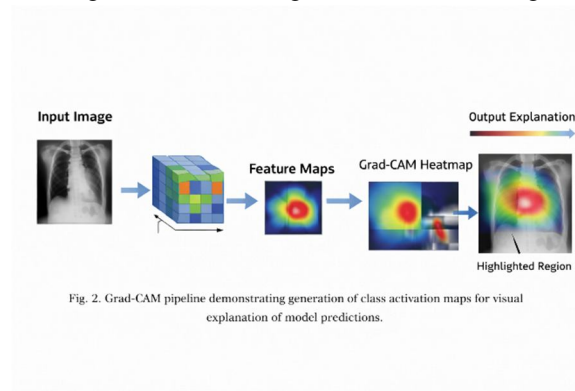 Input Image
Feature Maps
Grad-CAM Heatmap
Output Explanation
Highlighted Region
Fig. 2. Grad-CAM pipeline demonstrating generation of class activation maps for visual
explanation of model predictions.